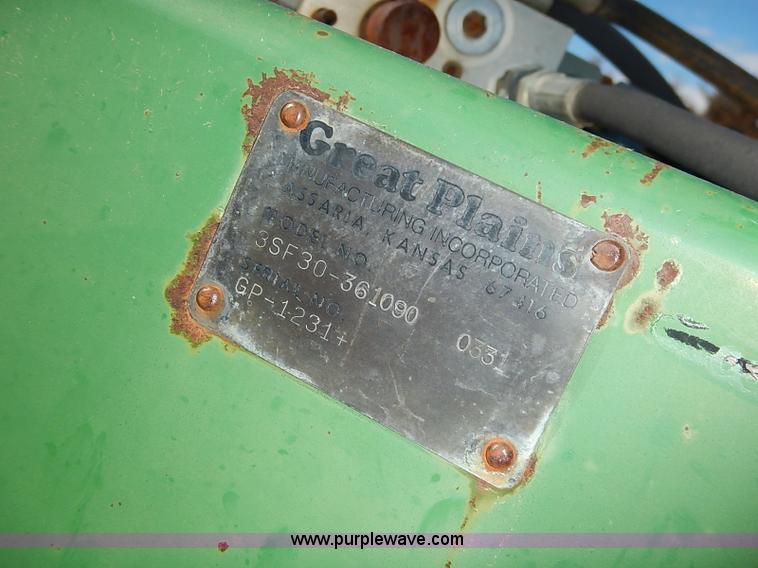 Great Plains
MANUFACTURING INCORPORATED
ASSARIA, KANSAS 67416
MODEL NO.
3SF30-361090 0331
SERIAL NO.
GP-1231+
www.purplewave.com